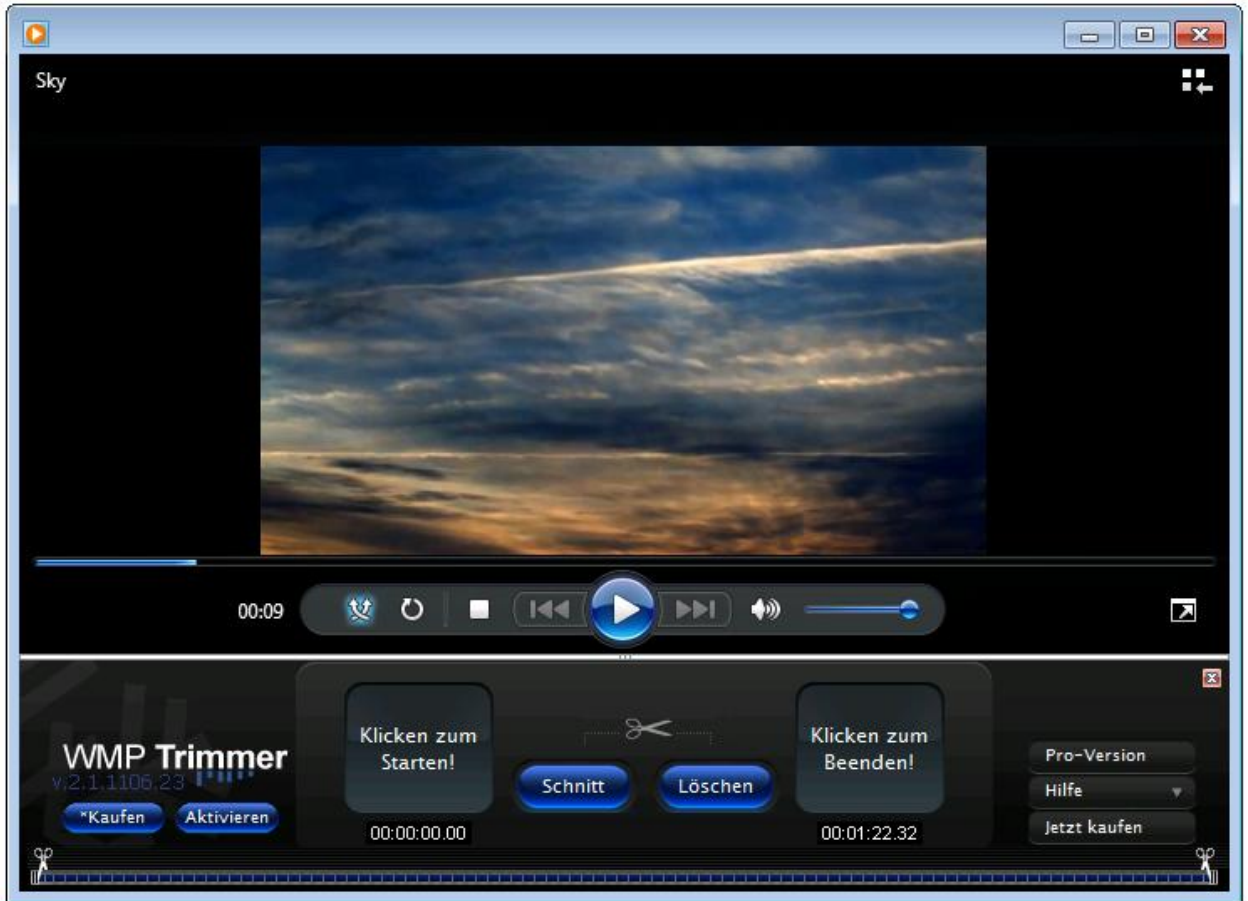 Sky
00:09
WMP Trimmer
v.2.1.1106.23
*Kaufen
Aktivieren
Klicken zum
Starten!
00:00:00.00
Schnitt
Löschen
Klicken zum
Beenden!
00:01:22.32
Pro-Version
Hilfe
Jetzt kaufen